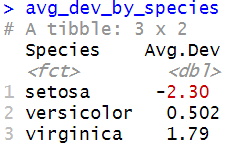 > avg_dev_by_species
# A tibble: 3 x 2
  Species    Avg.Dev
  <fct>        <dbl>
1 setosa      -2.30
2 versicolor   0.502
3 virginica    1.79